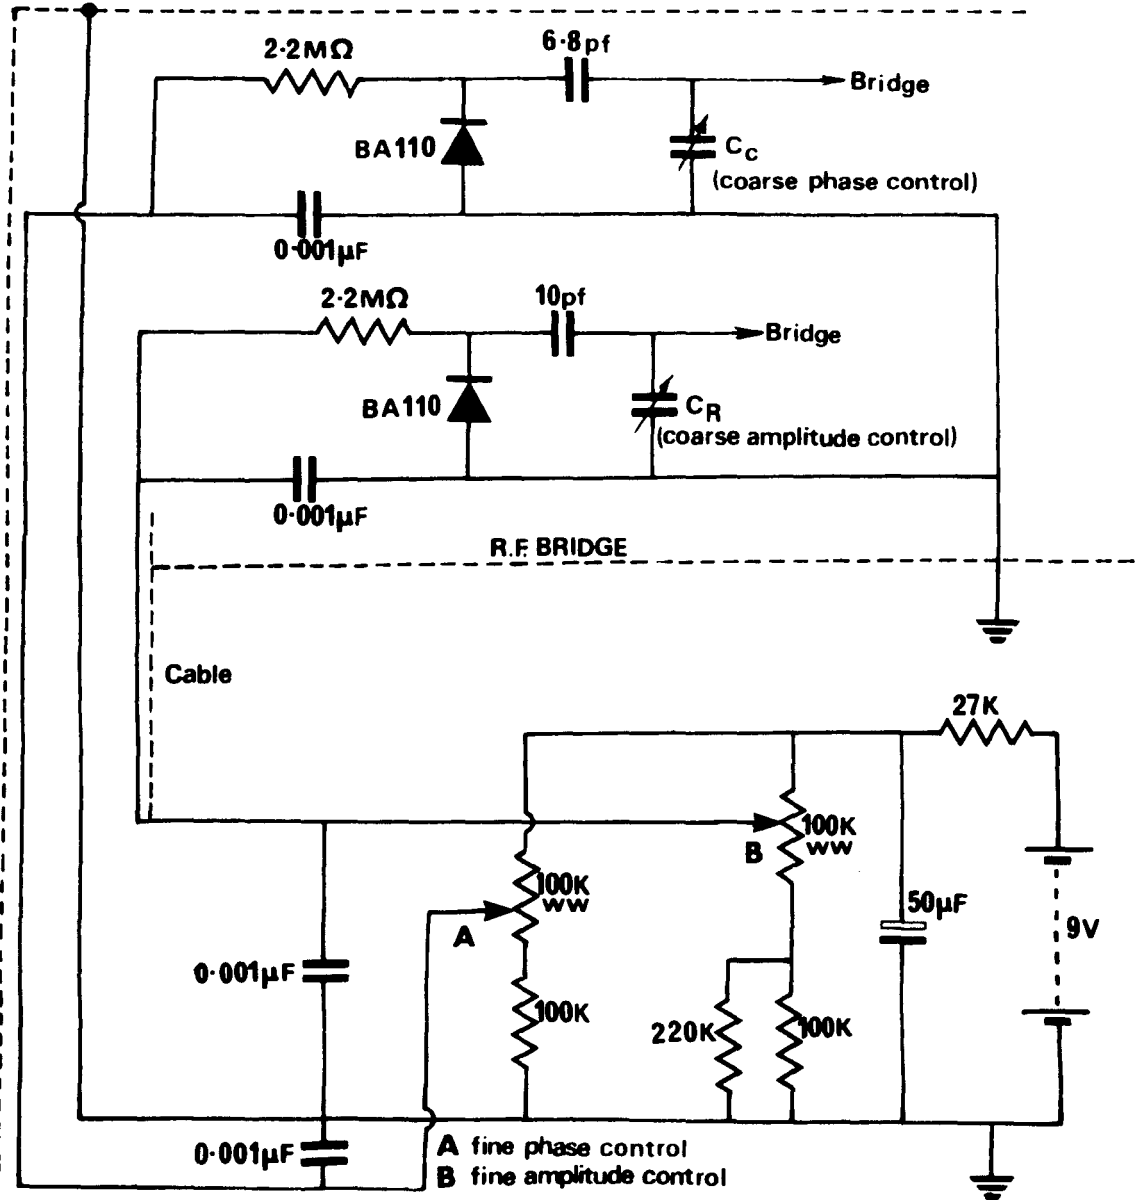 2·2MΩ
6·8pf
Bridge
BA110
Cc
(coarse phase control)
0·001μF
2·2MΩ
10pf
Bridge
BA110
CR
(coarse amplitude control)
0·001μF
R.F. BRIDGE
Cable
27K
100K
WW
B
100K
WW
A
50μF
9V
0·001μF
100K
220K
100K
0·001μF
A fine phase control
B fine amplitude control